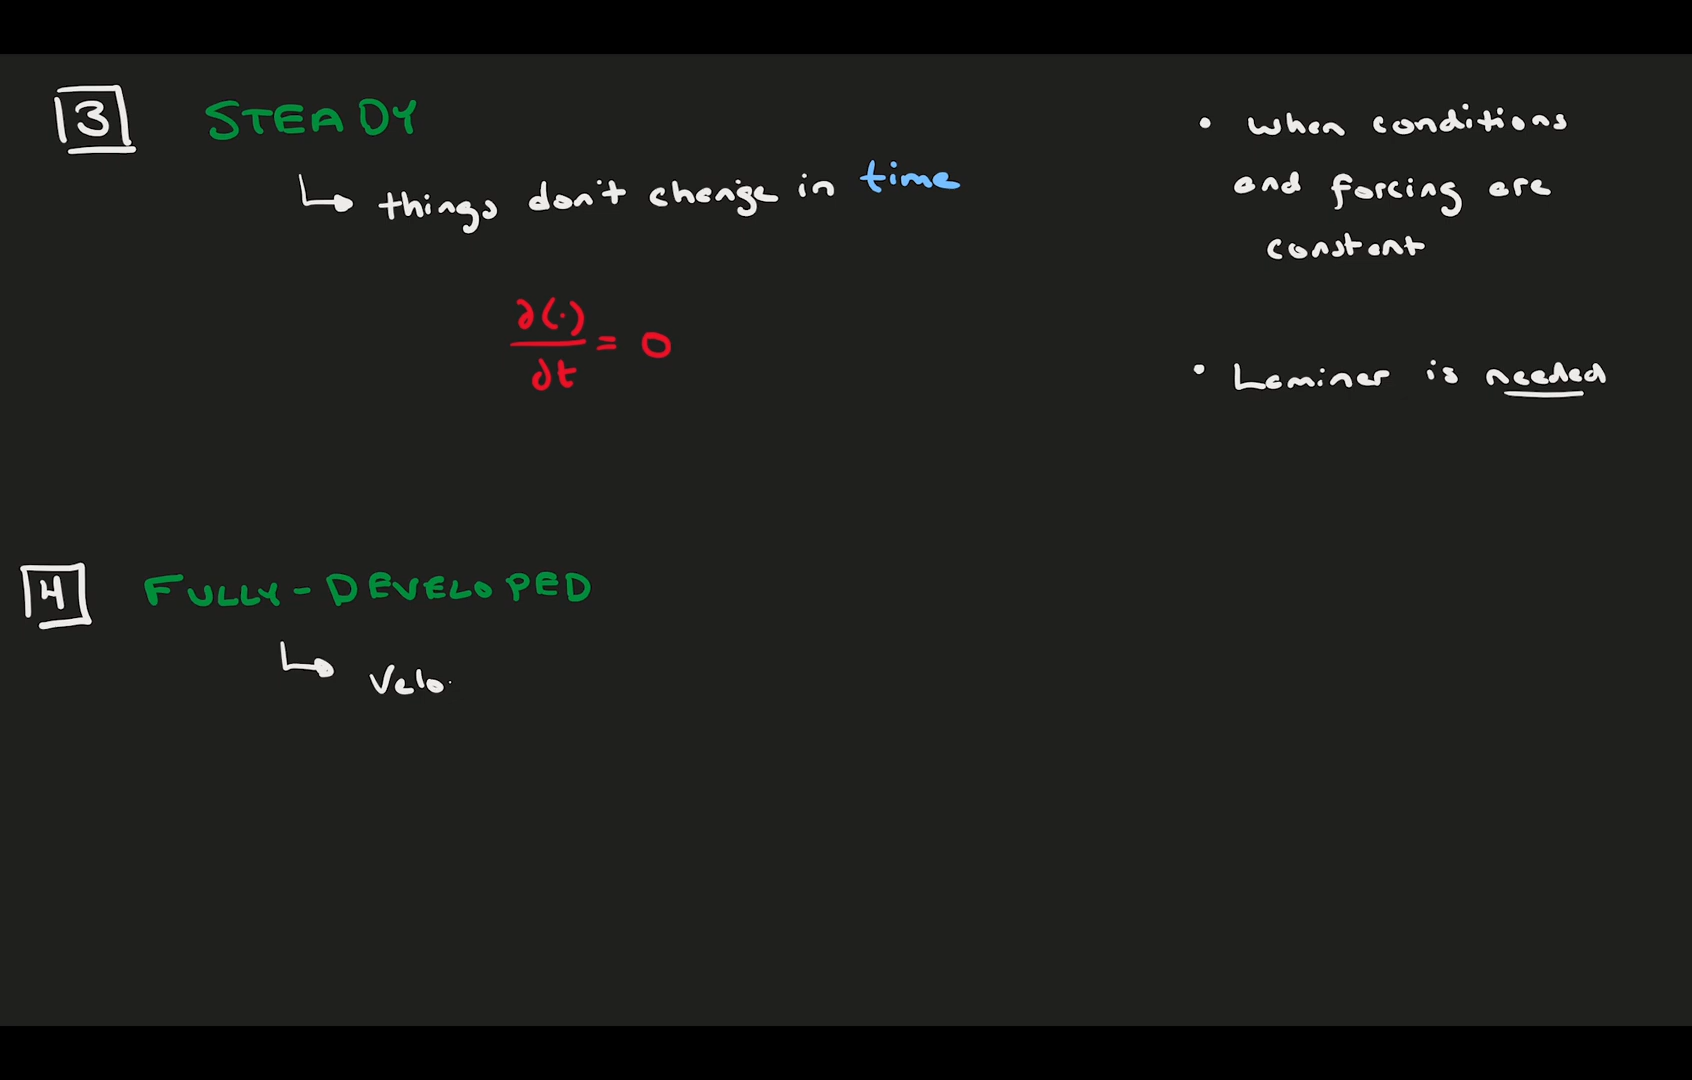 3 STEADY
↳ things don't change in time
∂(·)/∂t = 0
• when conditions
and forcing are
constant
• Laminar is needed
4 FULLY-DEVELOPED
↳ Velo